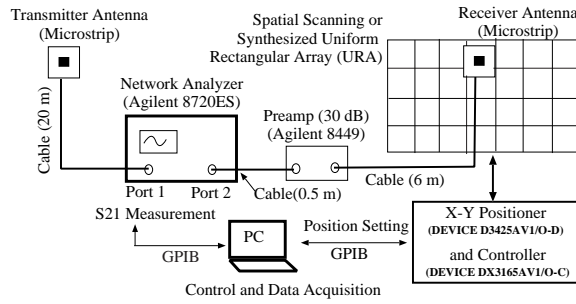 Transmitter Antenna
(Microstrip)
Spatial Scanning or
Synthesized Uniform
Rectangular Array (URA)
Receiver Antenna
(Microstrip)
Network Analyzer
(Agilent 8720ES)
Cable (20 m)
Preamp (30 dB)
(Agilent 8449)
Port 1
Port 2
Cable(0.5 m)
Cable (6 m)
S21 Measurement
GPIB
PC
Position Setting
GPIB
X-Y Positioner
(DEVICE D3425AV1/O-D)
and Controller
(DEVICE DX3165AV1/O-C)
Control and Data Acquisition